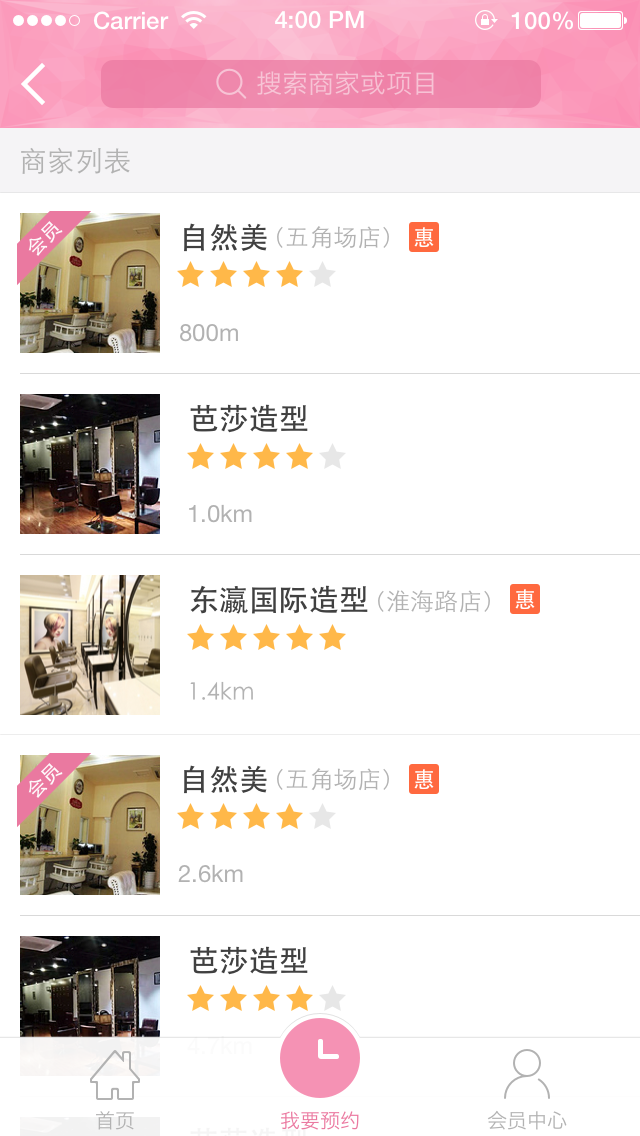 Carrier 4:00 PM 100%
搜索商家或项目
商家列表
会员
自然美（五角场店） 惠
800m
芭莎造型
1.0km
东瀛国际造型（淮海路店） 惠
1.4km
会员
自然美（五角场店） 惠
2.6km
芭莎造型
4.7km
首页 我要预约 会员中心